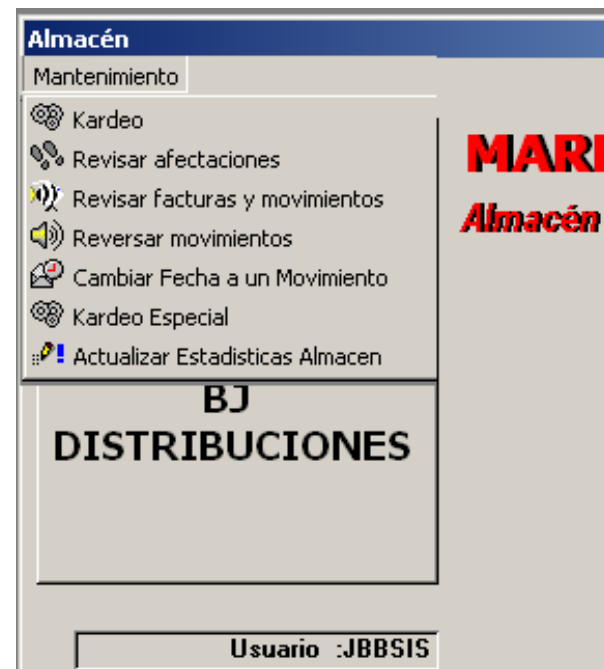 Almacén
Mantenimiento
Kardeo
Revisar afectaciones
Revisar facturas y movimientos
Reversar movimientos
Cambiar Fecha a un Movimiento
Kardeo Especial
Actualizar Estadisticas Almacen
Almacén
BJ
DISTRIBUCIONES
Usuario :JBBSIS